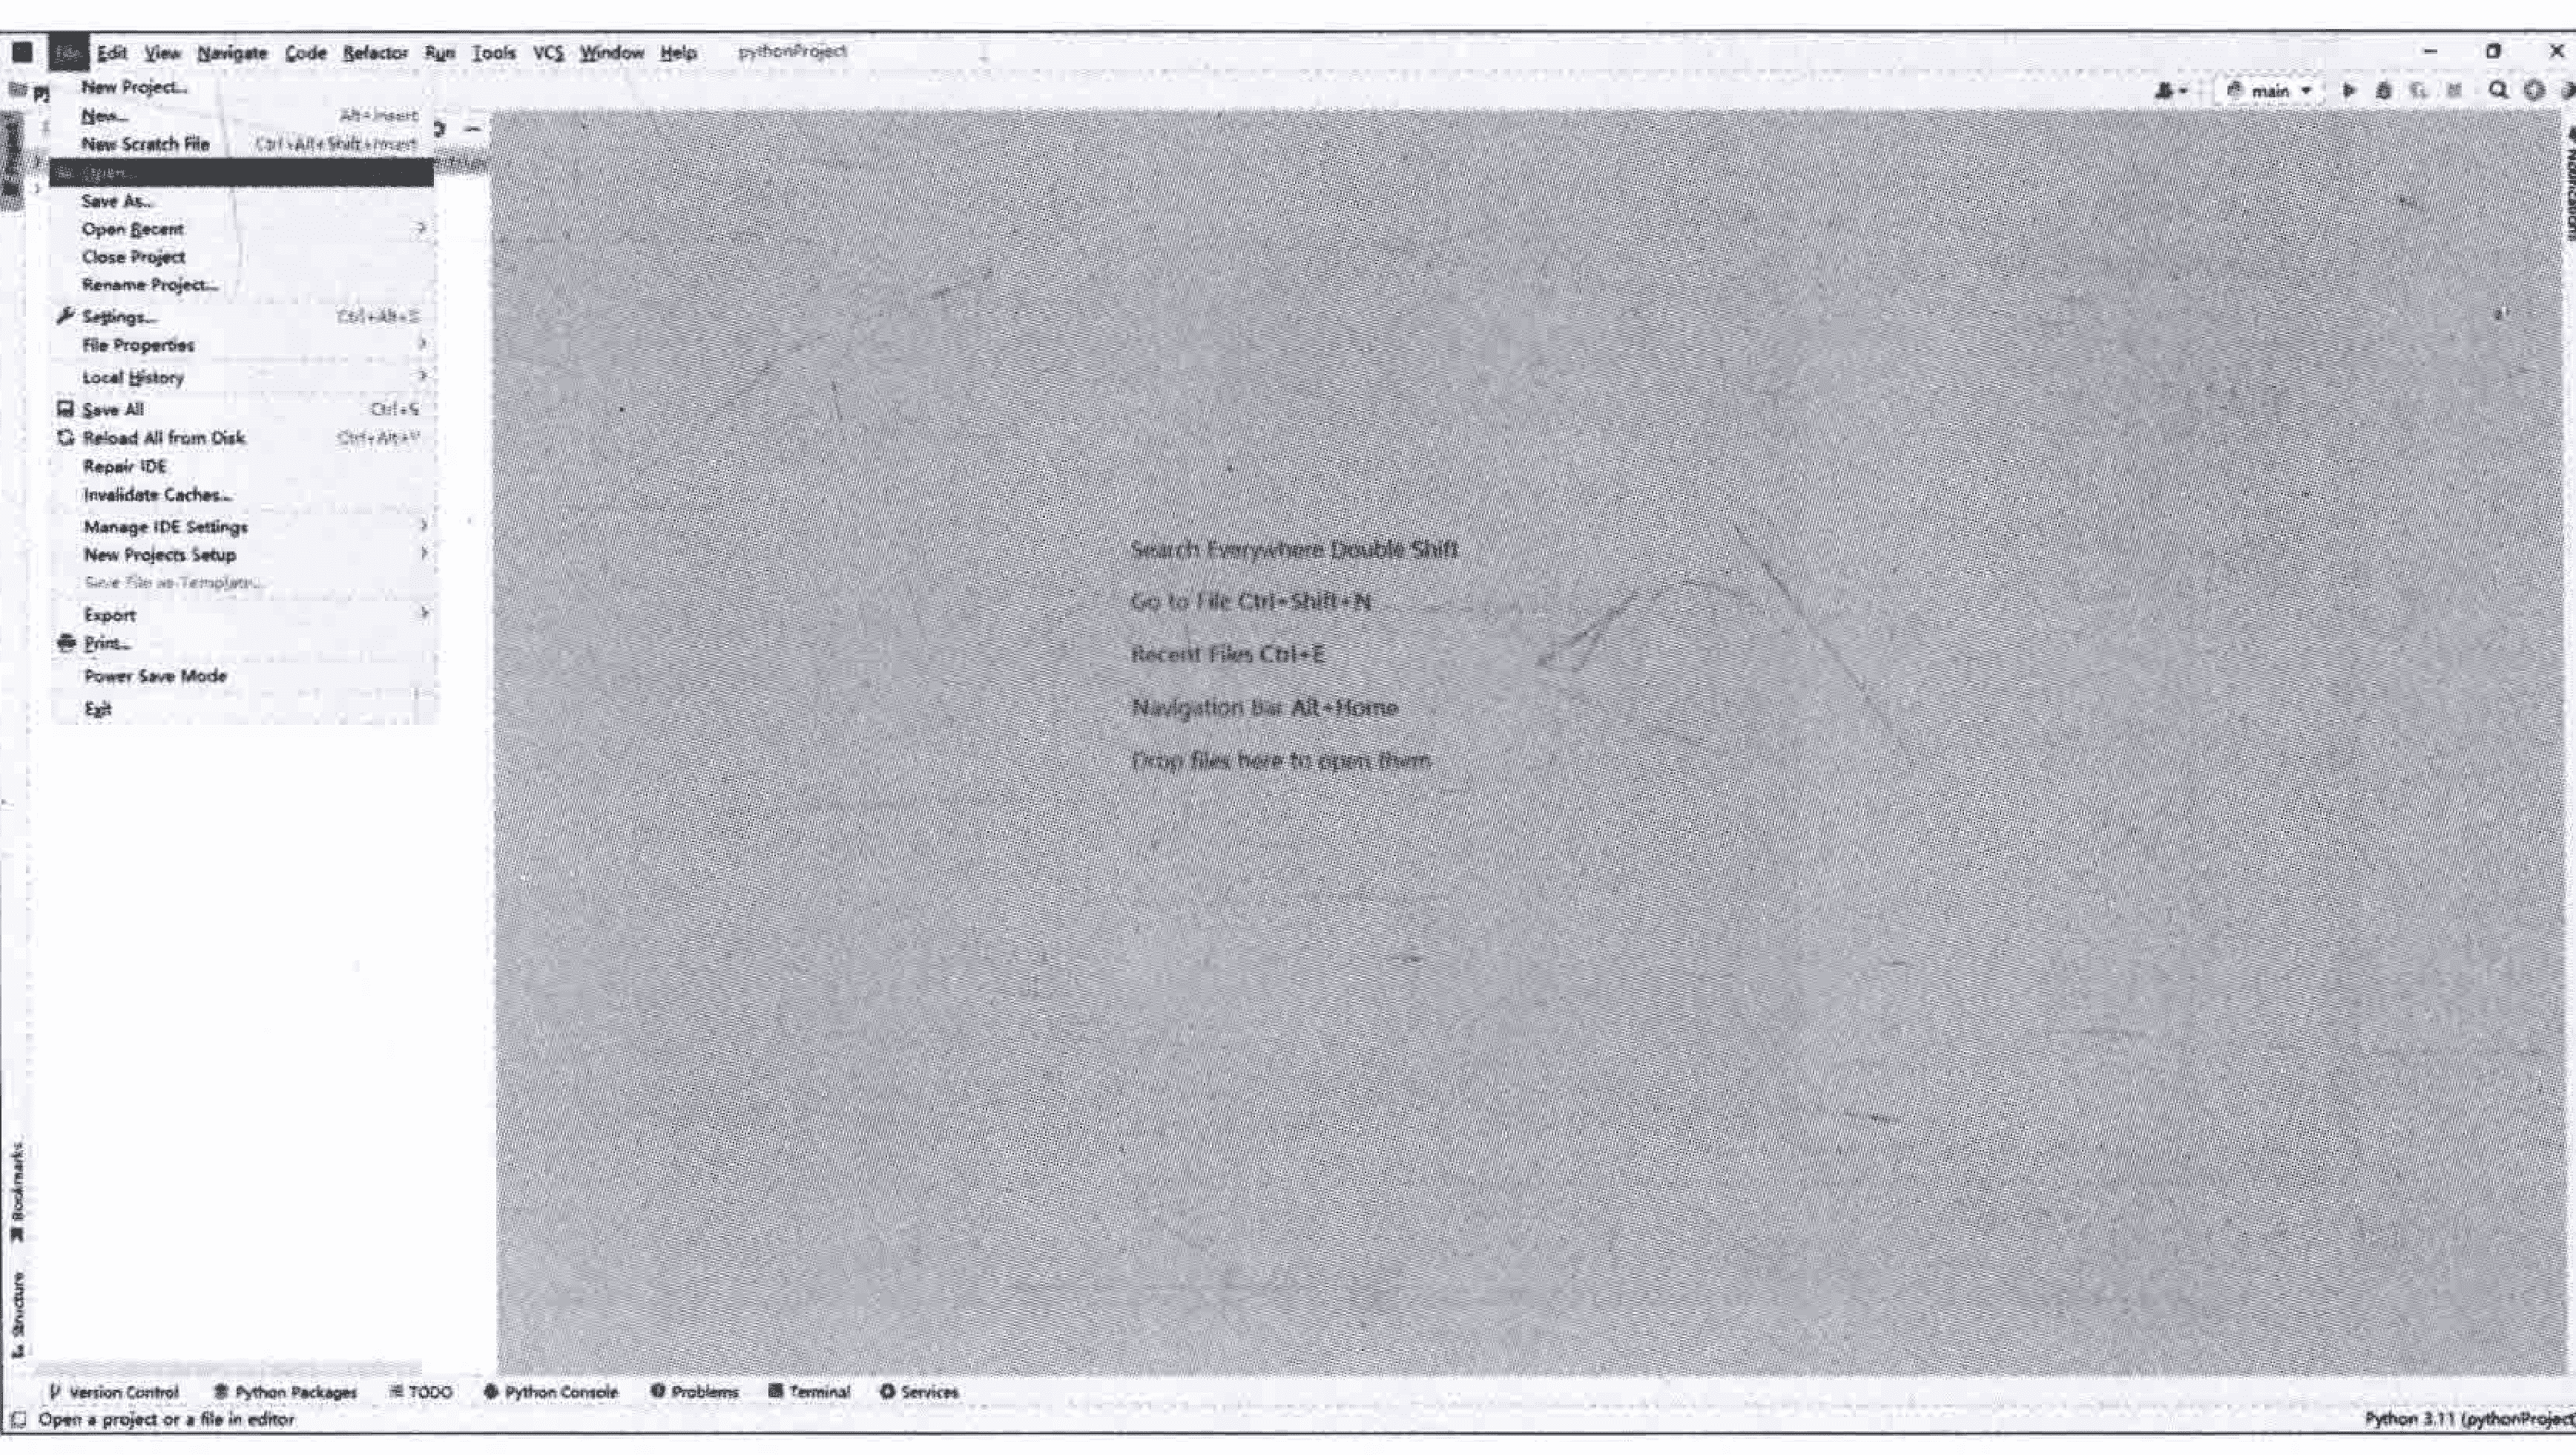 File Edit View Navigate Code Refactor Run Tools VCS Window Help pythonProject
main
New Project...
New... Alt+Insert
New Scratch File Ctrl+Alt+Shift+Insert
Open...
Save As...
Open Recent
Close Project
Rename Project...
Settings... Ctrl+Alt+S
File Properties
Local History
Save All Ctrl+S
Reload All from Disk Ctrl+Alt+Y
Repair IDE
Invalidate Caches...
Manage IDE Settings
New Projects Setup
Save File as Template...
Export
Print...
Power Save Mode
Exit
Project
Bookmarks
Structure
Search Everywhere Double Shift
Go to File Ctrl+Shift+N
Recent Files Ctrl+E
Navigation Bar Alt+Home
Drop files here to open them
Notifications
Version Control Python Packages TODO Python Console Problems Terminal Services
Open a project or a file in editor
Python 3.11 (pythonProject)